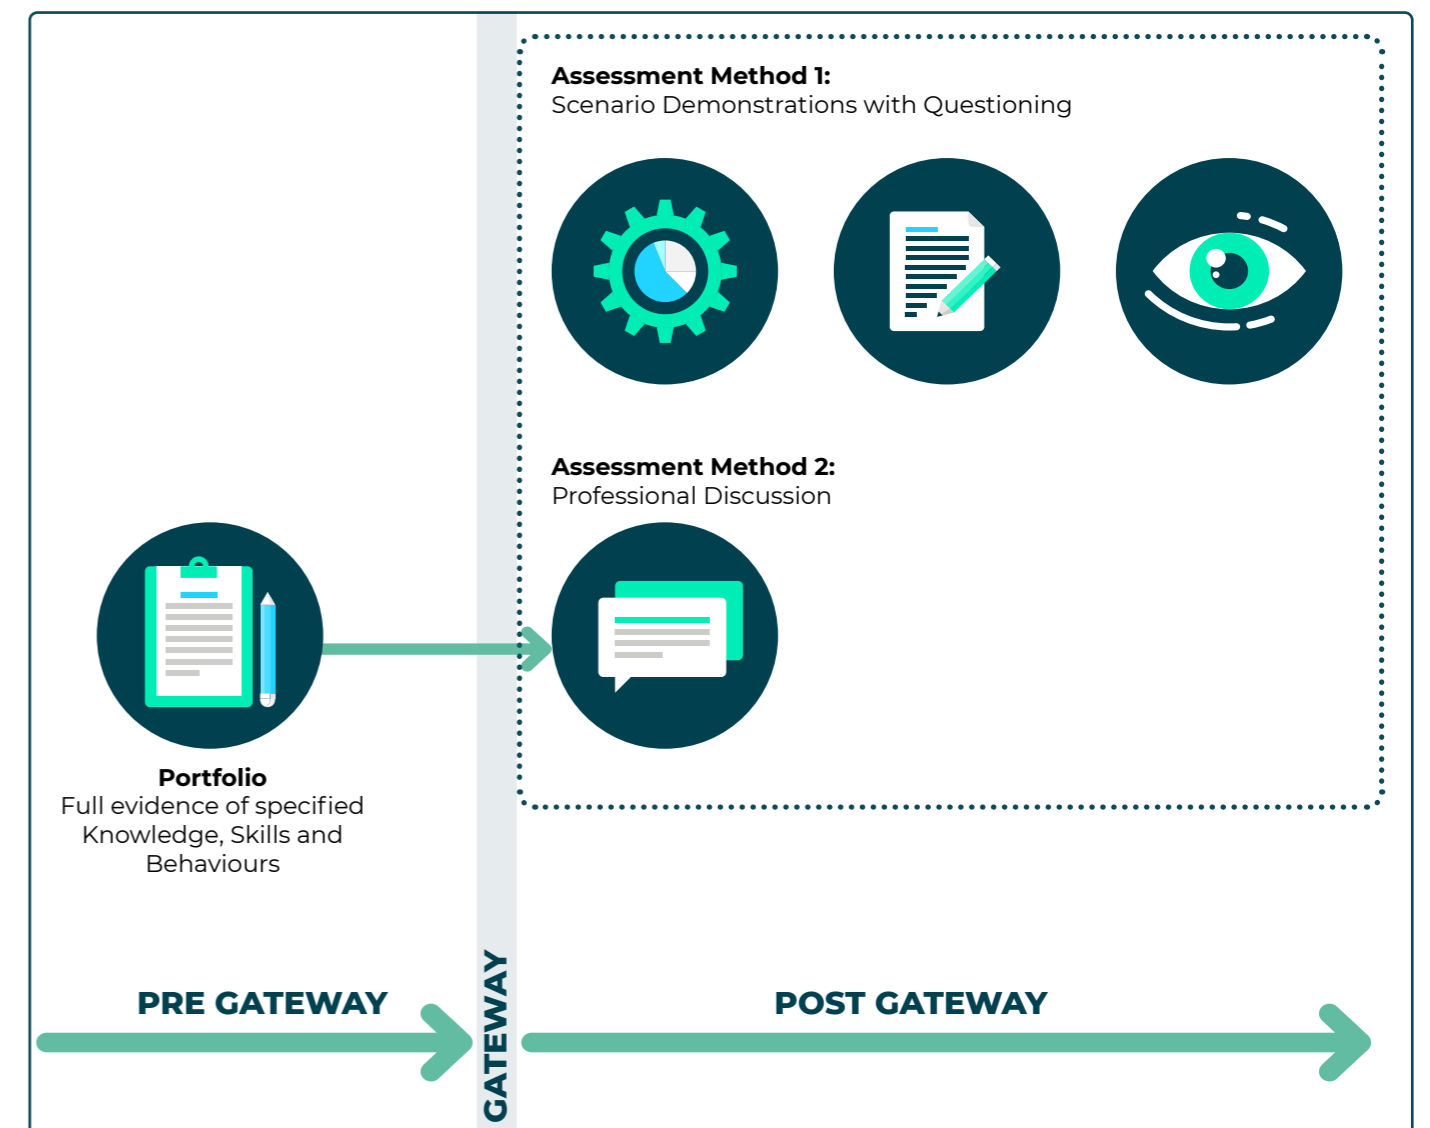 Assessment Method 1:
Scenario Demonstrations with Questioning
Assessment Method 2:
Professional Discussion
Portfolio
Full evidence of specified
Knowledge, Skills and
Behaviours
PRE GATEWAY
GATEWAY
POST GATEWAY